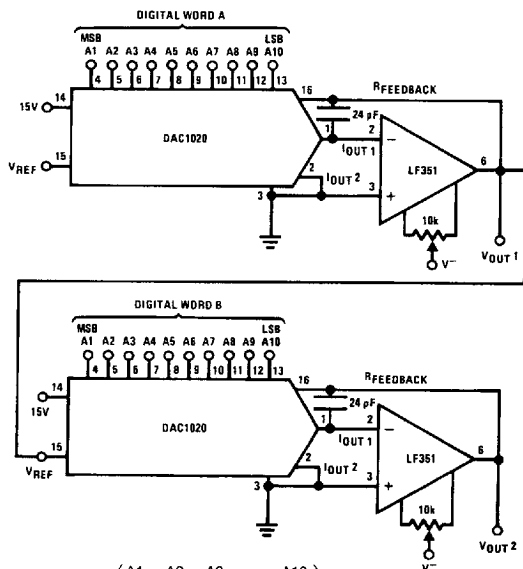 DIGITAL WORD A
MSB LSB
A1 A2 A3 A4 A5 A6 A7 A8 A9 A10
4 5 6 7 8 9 10 11 12 13
16 RFEEDBACK
14
15V
24 pF
DAC1020
1 2 6
IOUT 1
LF351
15
VREF
2
IOUT 2
3 3
10k
V−
VOUT 1
DIGITAL WORD B
MSB LSB
A1 A2 A3 A4 A5 A6 A7 A8 A9 A10
4 5 6 7 8 9 10 11 12 13
16 RFEEDBACK
14
15V
24 pF
DAC1020
1 2 6
IOUT 1
LF351
15
VREF
2
IOUT 2
3 3
10k
V−
VOUT 2